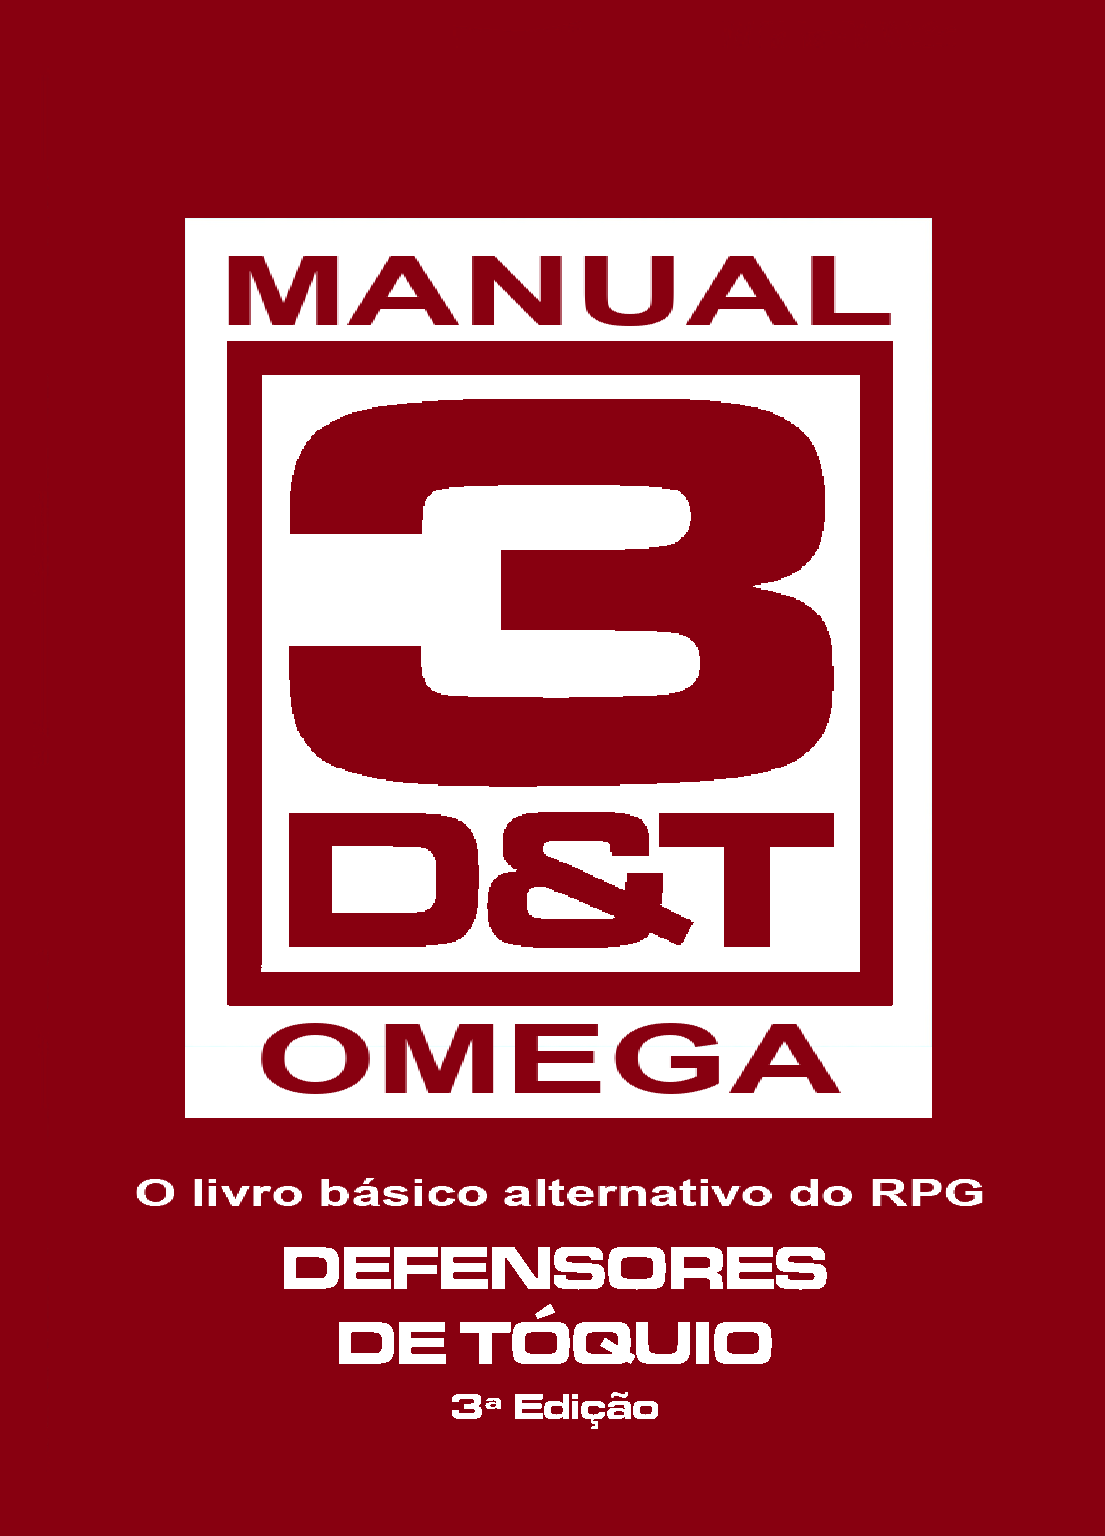 MANUAL
3
D&T
OMEGA
O livro básico alternativo do RPG
DEFENSORES
DE TÓQUIO
3ª Edição